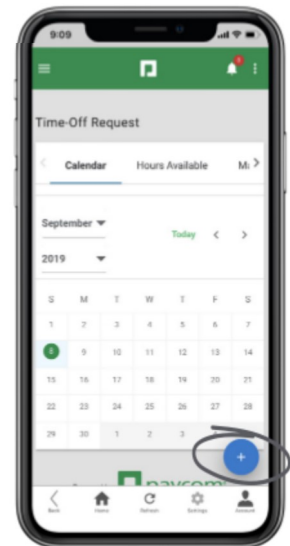 9:09
Time-Off Request
Calendar Hours Available
September
Today
2019
S M T W T F S
1 2 3 4 5 6 7
8 9 10 11 12 13 14
15 16 17 18 19 20 21
22 23 24 25 26 27 28
29 30 1 2 3
+
paycom
Back Home Refresh Settings Account